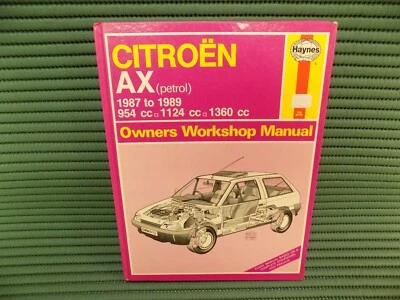 CITROËN
Haynes
AX (petrol)
1987 to 1989
954 cc □ 1124 cc □ 1360 cc
Owners Workshop Manual